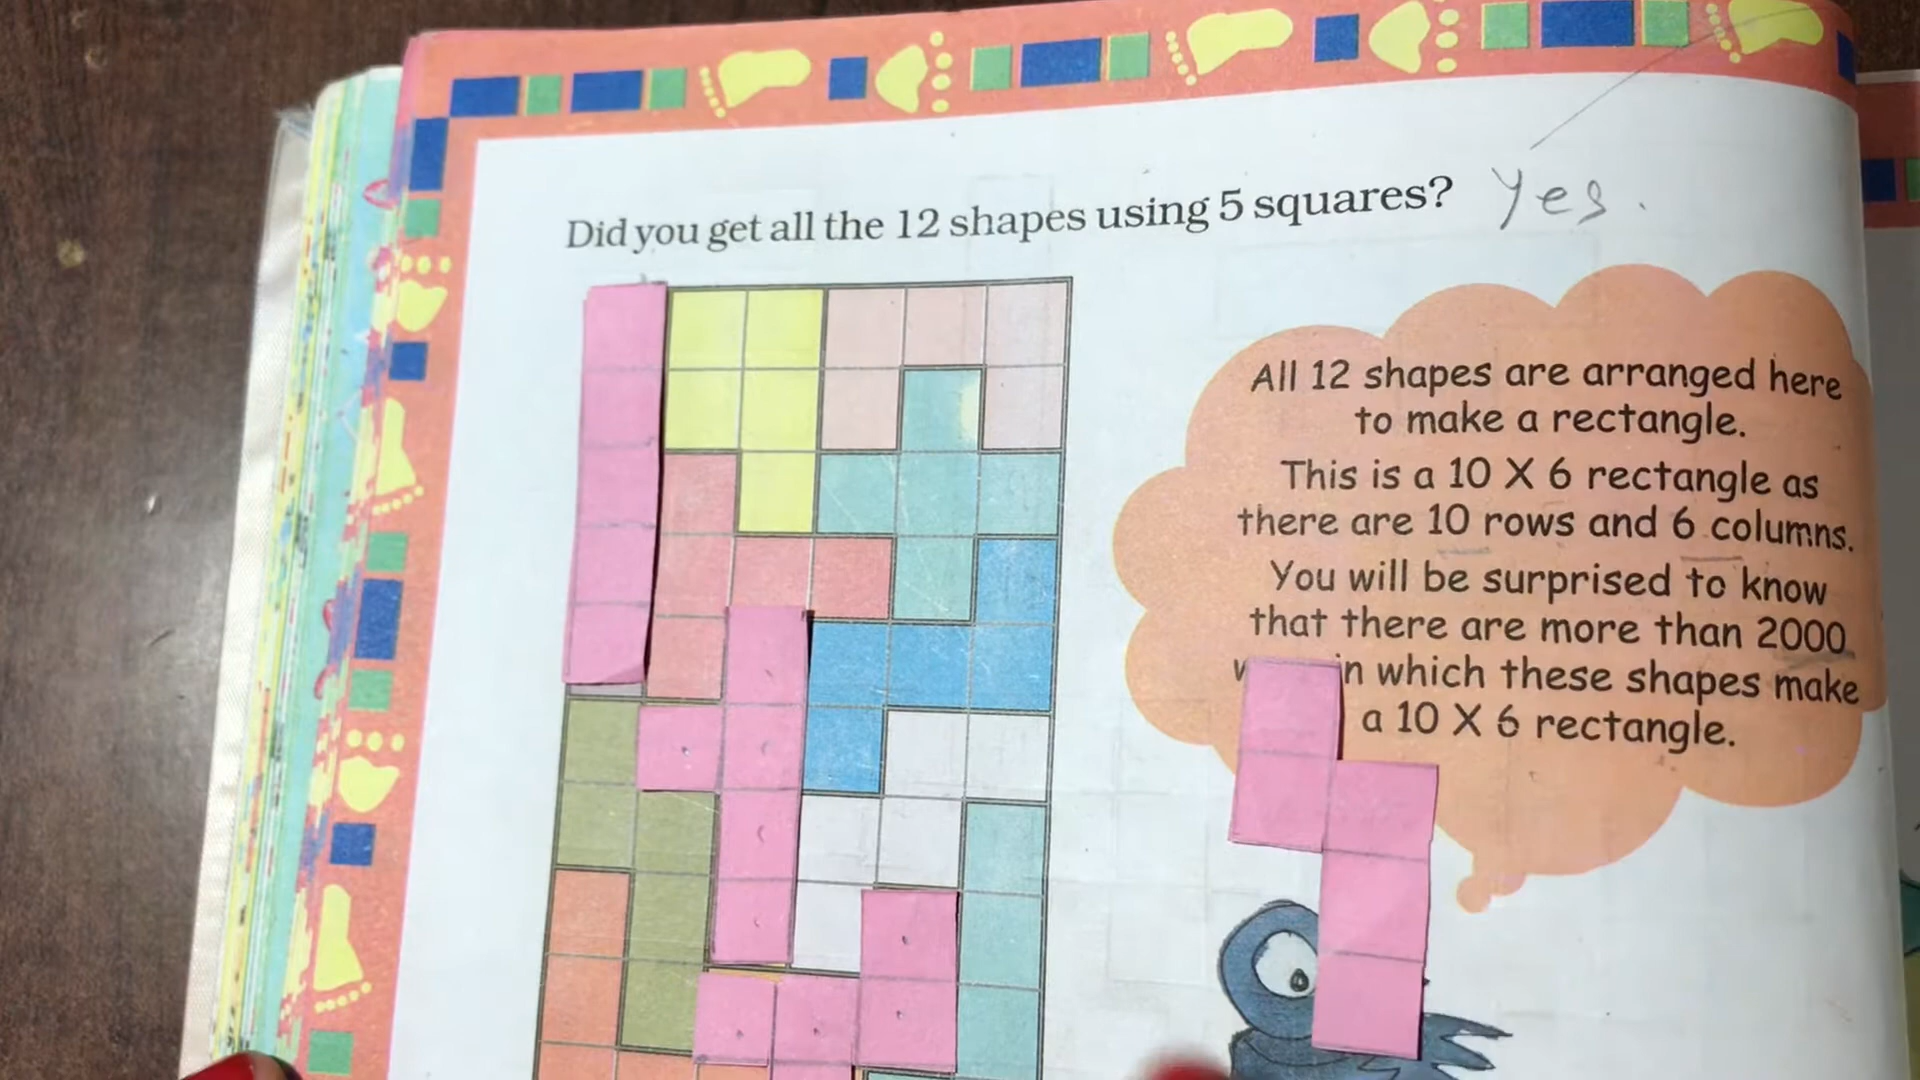 Did you get all the 12 shapes using 5 squares? Yes.
All 12 shapes are arranged here
to make a rectangle.
This is a 10 X 6 rectangle as
there are 10 rows and 6 columns.
You will be surprised to know
that there are more than 2000
in which these shapes make
a 10 X 6 rectangle.